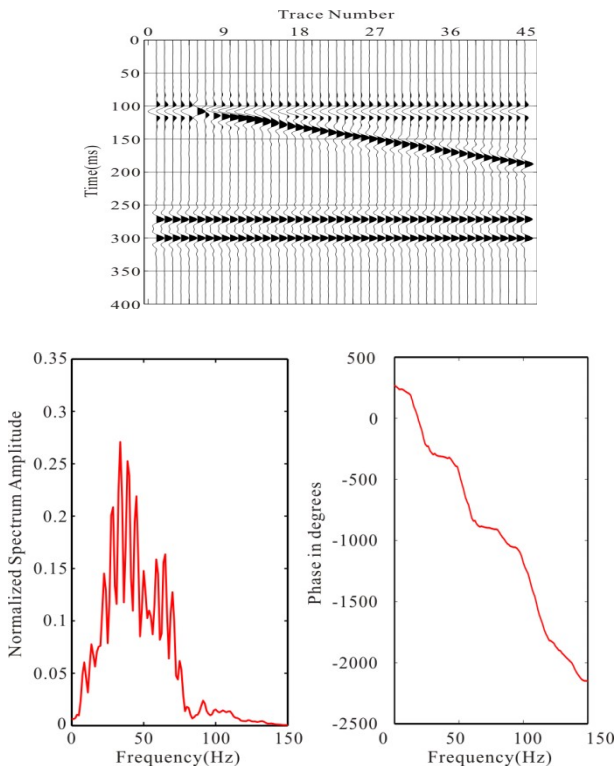 Trace Number
0 9 18 27 36 45
Time(ms)
0
50
100
150
200
250
300
350
400
Normalized Spectrum Amplitude
0.35
0.3
0.25
0.2
0.15
0.1
0.05
0
0 50 100 150
Frequency(Hz)
Phase in degrees
500
0
-500
-1000
-1500
-2000
-2500
0 50 100 150
Frequency(Hz)